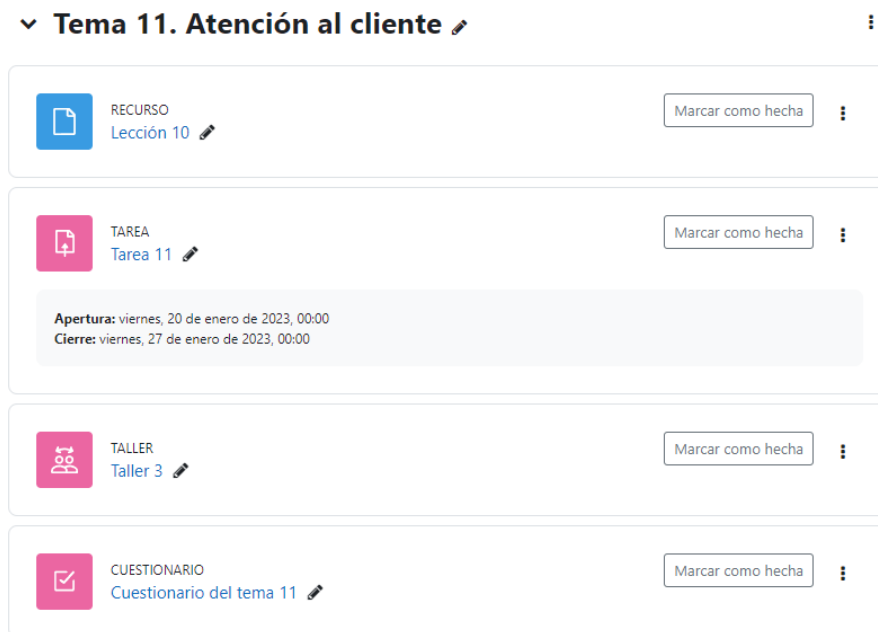 Tema 11. Atención al cliente
RECURSO
Lección 10
Marcar como hecha
TAREA
Tarea 11
Marcar como hecha
Apertura: viernes, 20 de enero de 2023, 00:00
Cierre: viernes, 27 de enero de 2023, 00:00
TALLER
Taller 3
Marcar como hecha
CUESTIONARIO
Cuestionario del tema 11
Marcar como hecha